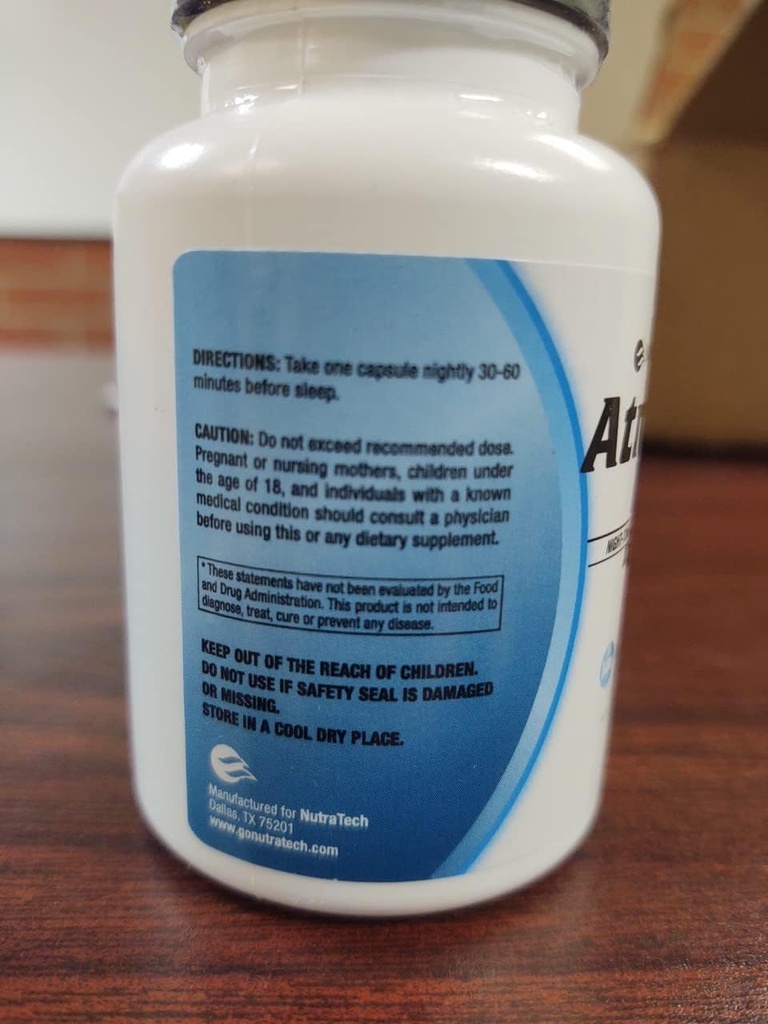 DIRECTIONS: Take one capsule nightly 30-60
minutes before sleep.
CAUTION: Do not exceed recommended dose.
Pregnant or nursing mothers, children under
the age of 18, and individuals with a known
medical condition should consult a physician
before using this or any dietary supplement.
*These statements have not been evaluated by the Food
and Drug Administration. This product is not intended to
diagnose, treat, cure or prevent any disease.
KEEP OUT OF THE REACH OF CHILDREN.
DO NOT USE IF SAFETY SEAL IS DAMAGED
OR MISSING.
STORE IN A COOL DRY PLACE.
Manufactured for NutraTech
Dallas, TX 75201
www.gonutratech.com